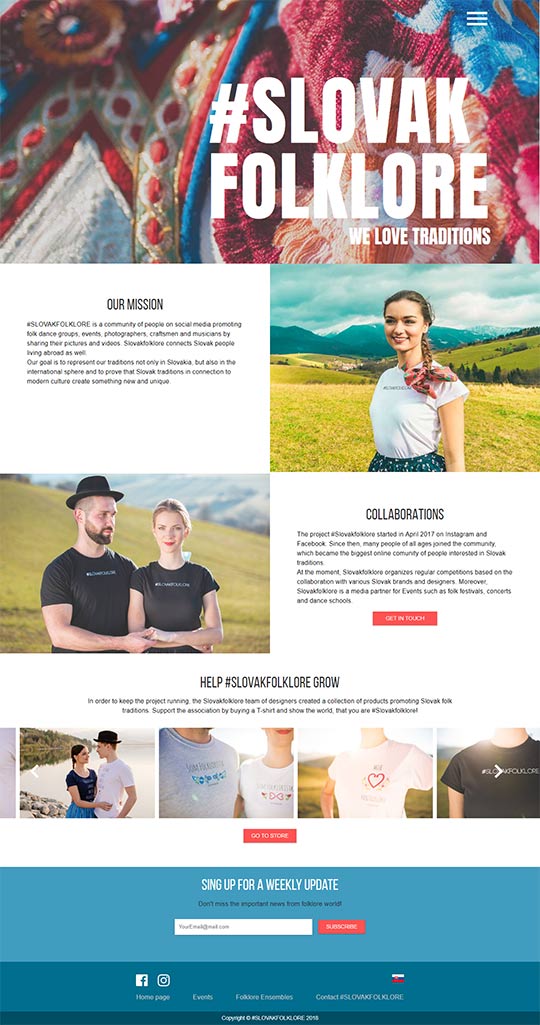 #SLOVAK
FOLKLORE
WE LOVE TRADITIONS
OUR MISSION
#SLOVAKFOLKLORE is a community of people on social media promoting
folk dance groups, events, photographers, craftsmen and musicians by
sharing their pictures and videos. Slovakfolklore connects Slovak people
living abroad as well.
Our goal is to represent our traditions not only in Slovakia, but also in the
international sphere and to prove that Slovak traditions in connection to
modern culture create something new and unique.
#SLOVAKFOLKLORE
#SLOVAKFOLKLORE
#SLOVAKFOLKLORE
COLLABORATIONS
The project #Slovakfolklore started in April 2017 on Instagram and
Facebook. Since then, many people of all ages joined the community,
which became the biggest online comunity of people interested in Slovak
traditions.
At the moment, Slovakfolklore organizes regular competitions based on the
collaboration with various Slovak brands and designers. Moreover,
Slovakfolklore is a media partner for Events such as folk festivals, concerts
and dance schools.
GET IN TOUCH
HELP #SLOVAKFOLKLORE GROW
In order to keep the project running, the Slovakfolklore team of designers created a collection of products promoting Slovak folk
traditions. Support the association by buying a T-shirt and show the world, that you are #Slovakfolklore!
#SLOVAKFOLKLORE
GO TO STORE
SING UP FOR A WEEKLY UPDATE
Don't miss the important news from folklore world!
YourEmail@mail.com
SUBSCRIBE
Home page
Events
Folklore Ensembles
Contact #SLOVAKFOLKLORE
Copyright © #SLOVAKFOLKLORE 2018